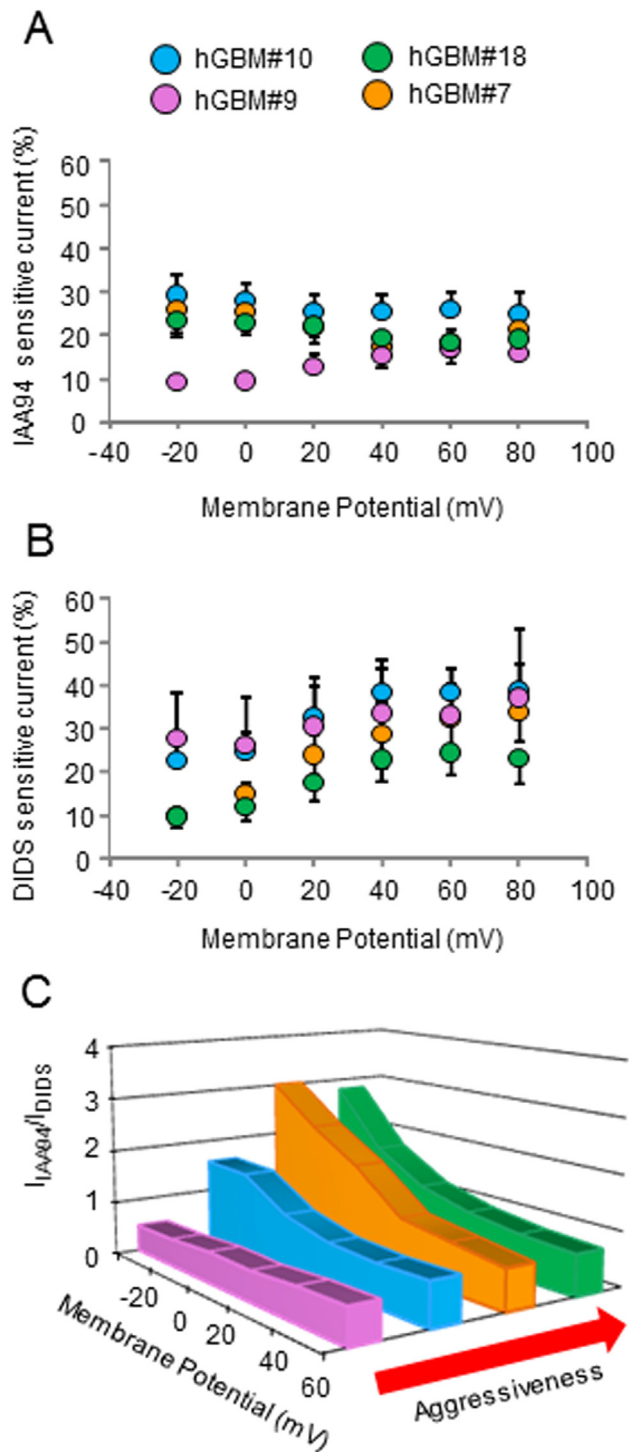 A
hGBM#10
hGBM#18
hGBM#9
hGBM#7
IAA94 sensitive current (%)
60
50
40
30
20
10
0
-40 -20 0 20 40 60 80 100
Membrane Potential (mV)
B
DIDS sensitive current (%)
60
50
40
30
20
10
0
-40 -20 0 20 40 60 80 100
Membrane Potential (mV)
C
IIAA94/IDIDS
4
3
2
1
0
-20
0
20
40
60
Membrane Potential (mV)
Aggressiveness